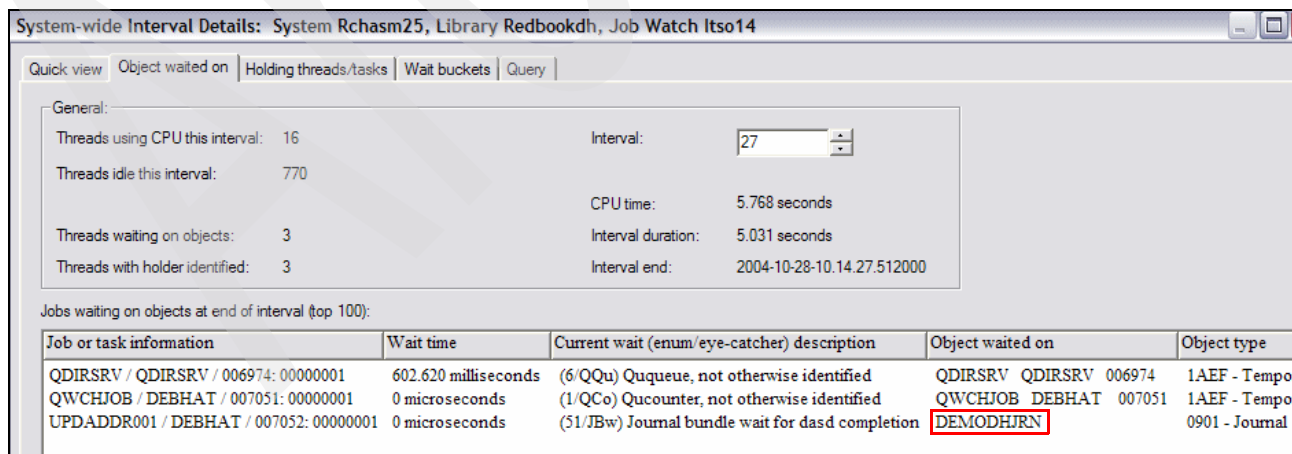 System-wide Interval Details: System Rchasm25, Library Redbookdh, Job Watch Itso14
Quick view Object waited on Holding threads/tasks Wait buckets Query
General:
Threads using CPU this interval: 16 Interval: 27
Threads idle this interval: 770
CPU time: 5.768 seconds
Threads waiting on objects: 3 Interval duration: 5.031 seconds
Threads with holder identified: 3 Interval end: 2004-10-28-10.14.27.512000
Jobs waiting on objects at end of interval (top 100):
Job or task information Wait time Current wait (enum/eye-catcher) description Object waited on Object type
QDIRSRV / QDIRSRV / 006974: 00000001 602.620 milliseconds (6/QQu) Ququeue, not otherwise identified QDIRSRV QDIRSRV 006974 1AEF - Tempo
QWCHJOB / DEBHAT / 007051: 00000001 0 microseconds (1/QCo) Qucounter, not otherwise identified QWCHJOB DEBHAT 007051 1AEF - Tempo
UPDADDR001 / DEBHAT / 007052: 00000001 0 microseconds (51/JBw) Journal bundle wait for dasd completion DEMODHJRN 0901 - Journal